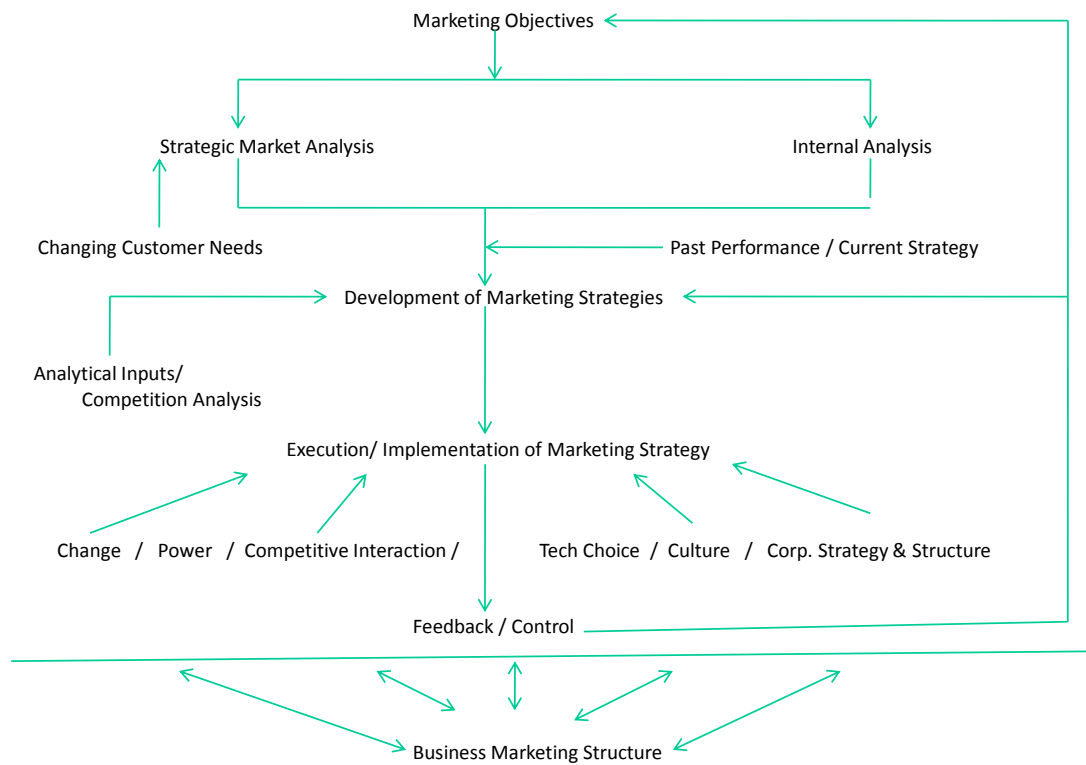 Marketing Objectives
Strategic Market Analysis
Internal Analysis
Changing Customer Needs
Past Performance / Current Strategy
Development of Marketing Strategies
Analytical Inputs/
Competition Analysis
Execution/ Implementation of Marketing Strategy
Change / Power / Competitive Interaction /
Tech Choice / Culture / Corp. Strategy & Structure
Feedback / Control
Business Marketing Structure